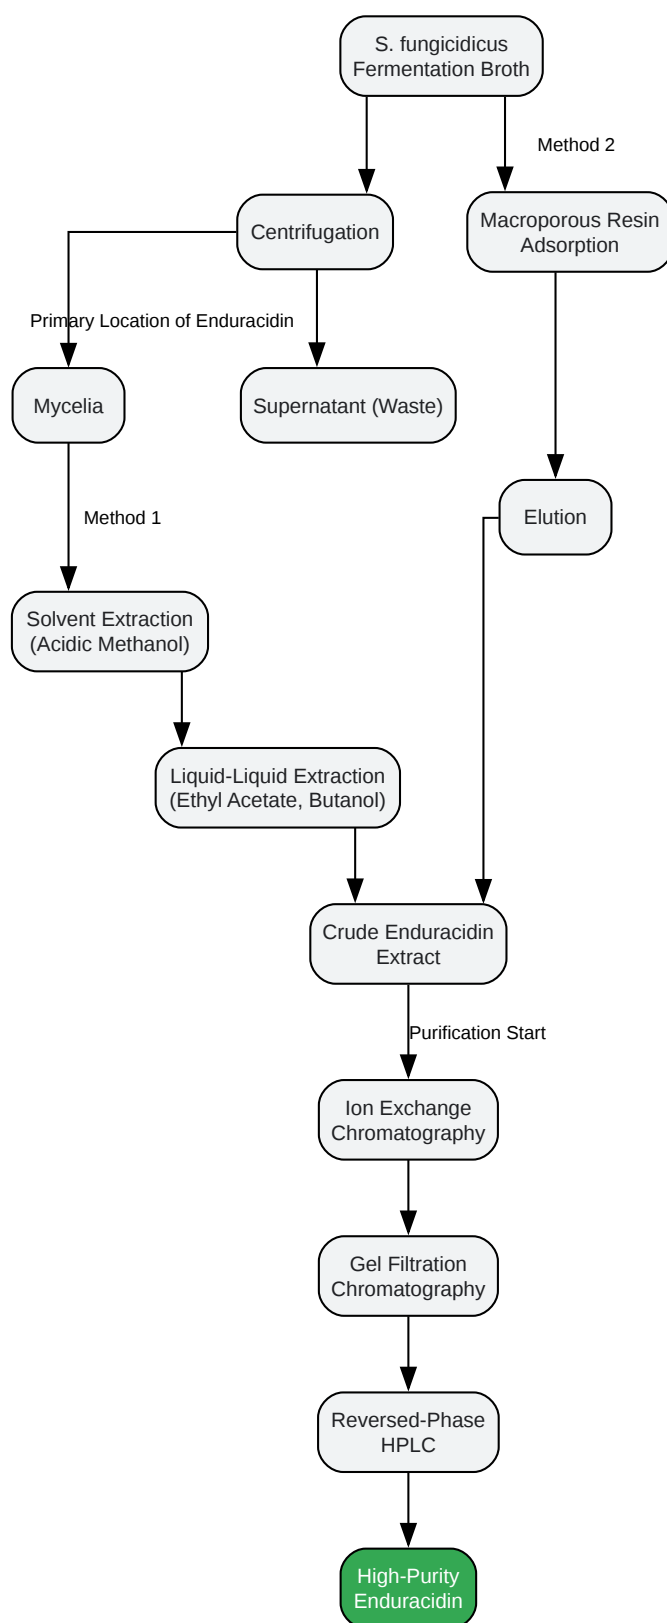 S. fungicidicus
Fermentation Broth
Method 2
Centrifugation
Macroporous Resin
Adsorption
Primary Location of Enduracidin
Mycelia
Supernatant (Waste)
Method 1
Elution
Solvent Extraction
(Acidic Methanol)
Liquid-Liquid Extraction
(Ethyl Acetate, Butanol)
Crude Enduracidin
Extract
Purification Start
Ion Exchange
Chromatography
Gel Filtration
Chromatography
Reversed-Phase
HPLC
High-Purity
Enduracidin